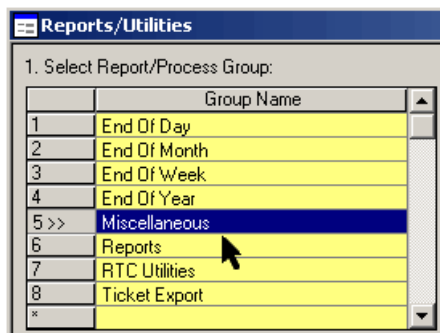 Reports/Utilities
1. Select Report/Process Group:
Group Name
1 End Of Day
2 End Of Month
3 End Of Week
4 End Of Year
5 >> Miscellaneous
6 Reports
7 RTC Utilities
8 Ticket Export
*